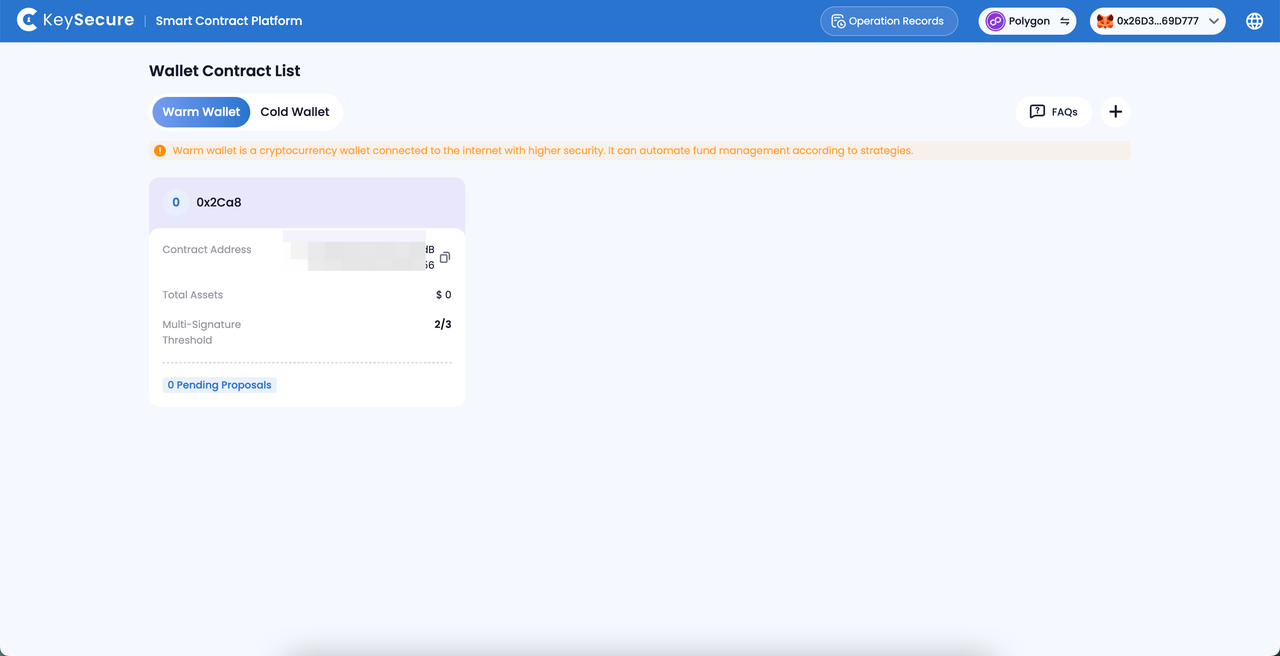 KeySecure | Smart Contract Platform
Operation Records
Polygon
0x26D3...69D777
Wallet Contract List
Warm Wallet
Cold Wallet
FAQs
Warm wallet is a cryptocurrency wallet connected to the internet with higher security. It can automate fund management according to strategies.
0 0x2Ca8
Contract Address
Total Assets
$ 0
Multi-Signature
Threshold
2/3
0 Pending Proposals